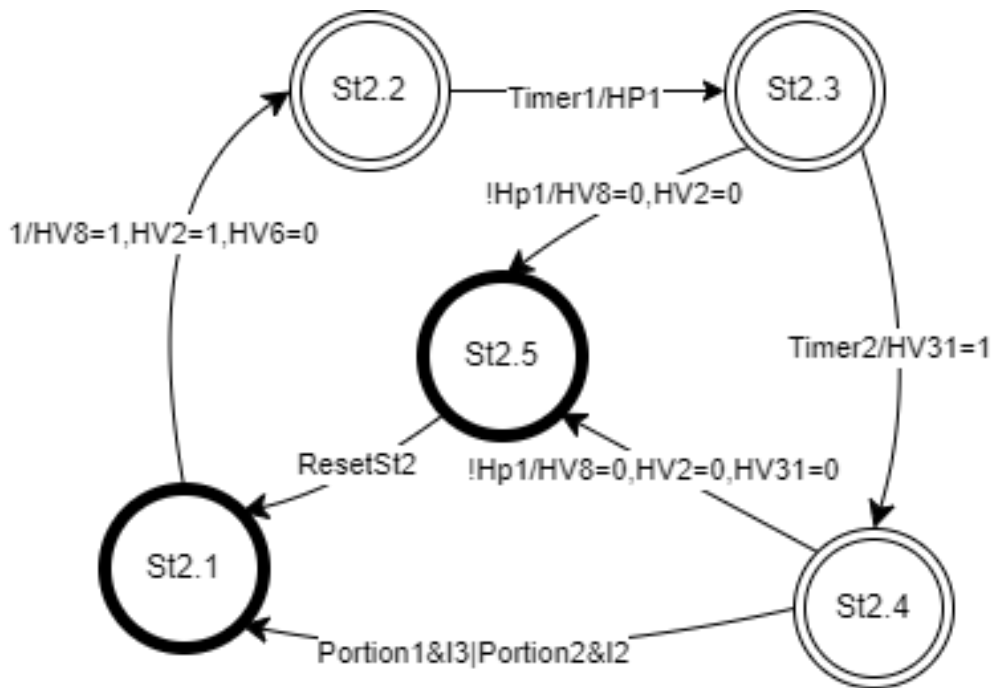 St2.2
St2.3
Timer1/HP1
!Hp1/HV8=0,HV2=0
1/HV8=1,HV2=1,HV6=0
St2.5
Timer2/HV31=1
ResetSt2
!Hp1/HV8=0,HV2=0,HV31=0
St2.1
St2.4
Portion1&I3|Portion2&I2